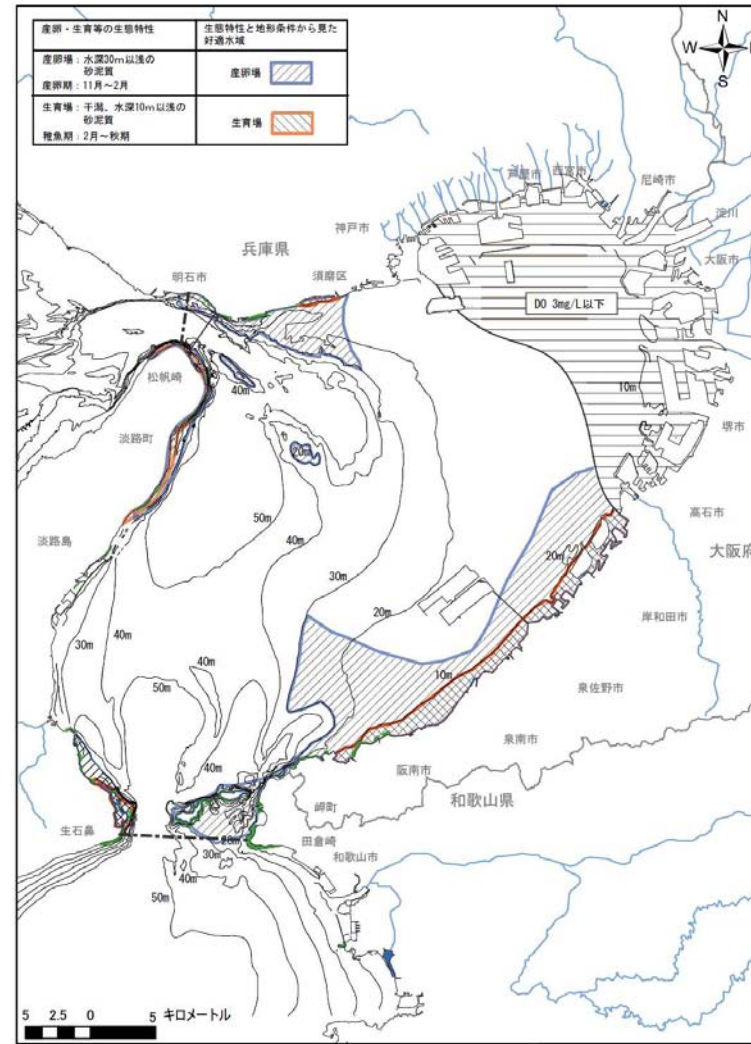 産卵・生育等の生態特性
生態特性と地形条件から見た
好適水域
産卵場：水深30m以浅の
砂泥質
産卵期：11月～2月
産卵場
生育場：干潟、水深10m以浅の
砂泥質
稚魚期：2月～秋期
生育場
N
W
S
芦屋市
西宮市
尼崎市
神戸市
淀川
兵庫県
大阪市
明石市
須磨区
DO 3mg/L以下
松帆崎
40m
10m
堺市
淡路町
20m
50m
高石市
淡路島
40m
大阪府
20m
30m
岸和田市
20m
30m
40m
40m
10m
泉佐野市
50m
泉南市
40m
阪南市
和歌山県
岬町
生石鼻
20m
田倉崎
30m
和歌山市
40m
50m
5 2.5 0 5 キロメートル